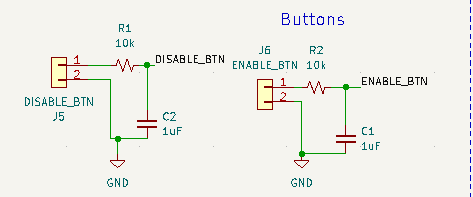 Buttons
R1
10k
1
2
DISABLE_BTN
DISABLE_BTN
J5
C2
1uF
GND
J6
ENABLE_BTN
R2
10k
1
2
ENABLE_BTN
C1
1uF
GND